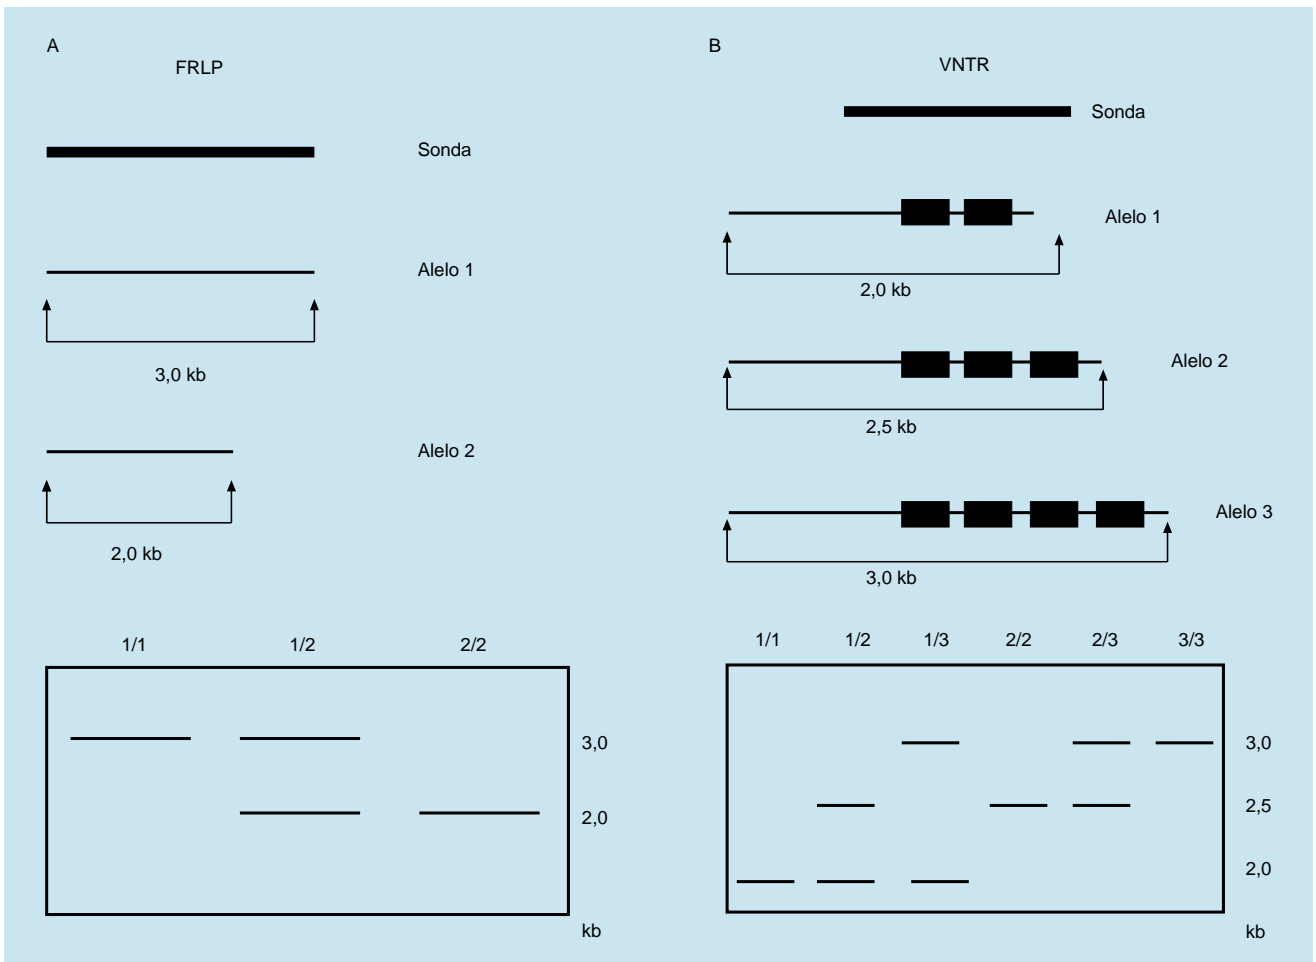 A
FRLP
Sonda
Alelo 1
3,0 kb
Alelo 2
2,0 kb
1/1 1/2 2/2
3,0
2,0
kb
B
VNTR
Sonda
Alelo 1
2,0 kb
Alelo 2
2,5 kb
Alelo 3
3,0 kb
1/1 1/2 1/3 2/2 2/3 3/3
3,0
2,5
2,0
kb